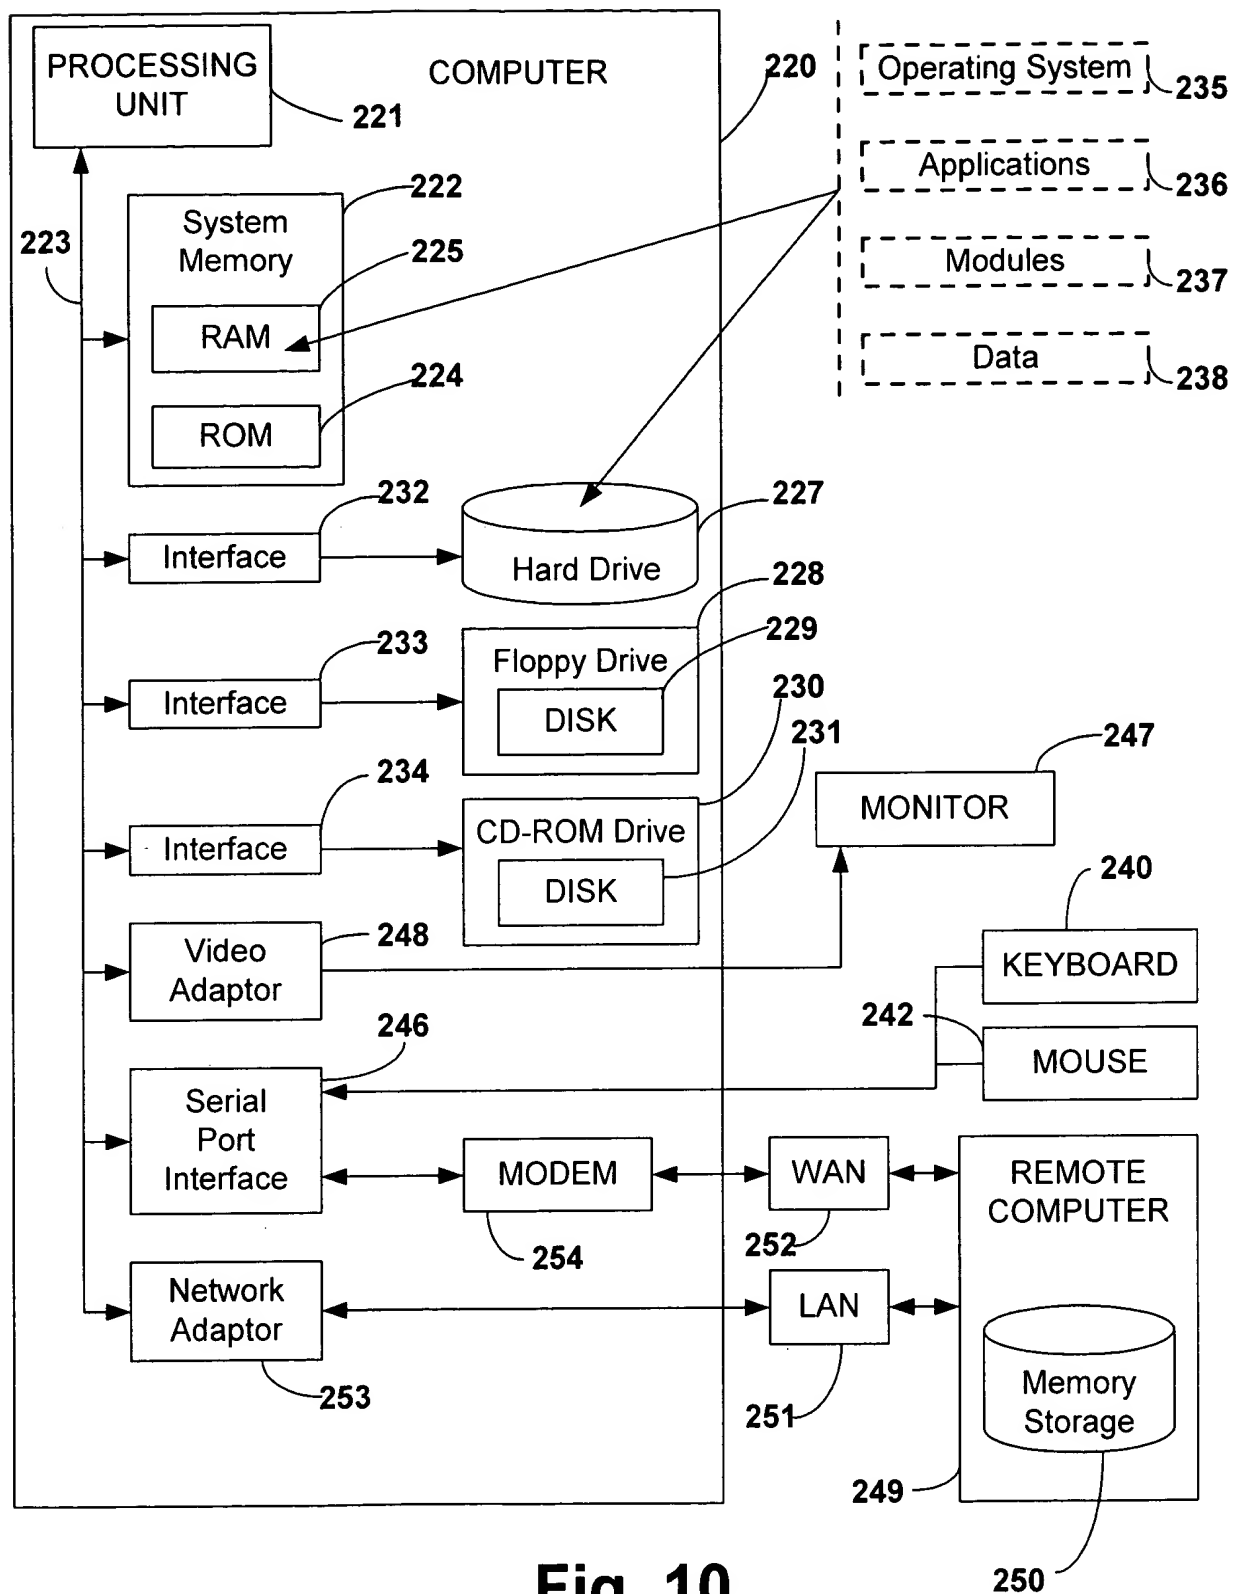 PROCESSING
UNIT
221
COMPUTER
220
Operating System
235
Applications
236
Modules
237
Data
238
223
222
System
Memory
225
RAM
224
ROM
232
Interface
227
Hard Drive
228
229
233
Interface
Floppy Drive
DISK
230
231
234
Interface
CD-ROM Drive
DISK
247
MONITOR
240
KEYBOARD
242
MOUSE
248
Video
Adaptor
246
Serial
Port
Interface
MODEM
254
WAN
252
REMOTE
COMPUTER
Network
Adaptor
253
LAN
251
Memory
Storage
249
250
Fig. 10